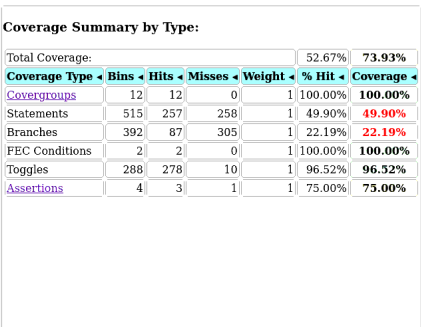 Coverage Summary by Type:
Total Coverage: 52.67% 73.93%
Coverage Type ◂ Bins ◂ Hits ◂ Misses ◂ Weight ◂ % Hit ◂ Coverage ◂
Covergroups 12 12 0 1 100.00% 100.00%
Statements 515 257 258 1 49.90% 49.90%
Branches 392 87 305 1 22.19% 22.19%
FEC Conditions 2 2 0 1 100.00% 100.00%
Toggles 288 278 10 1 96.52% 96.52%
Assertions 4 3 1 1 75.00% 75.00%